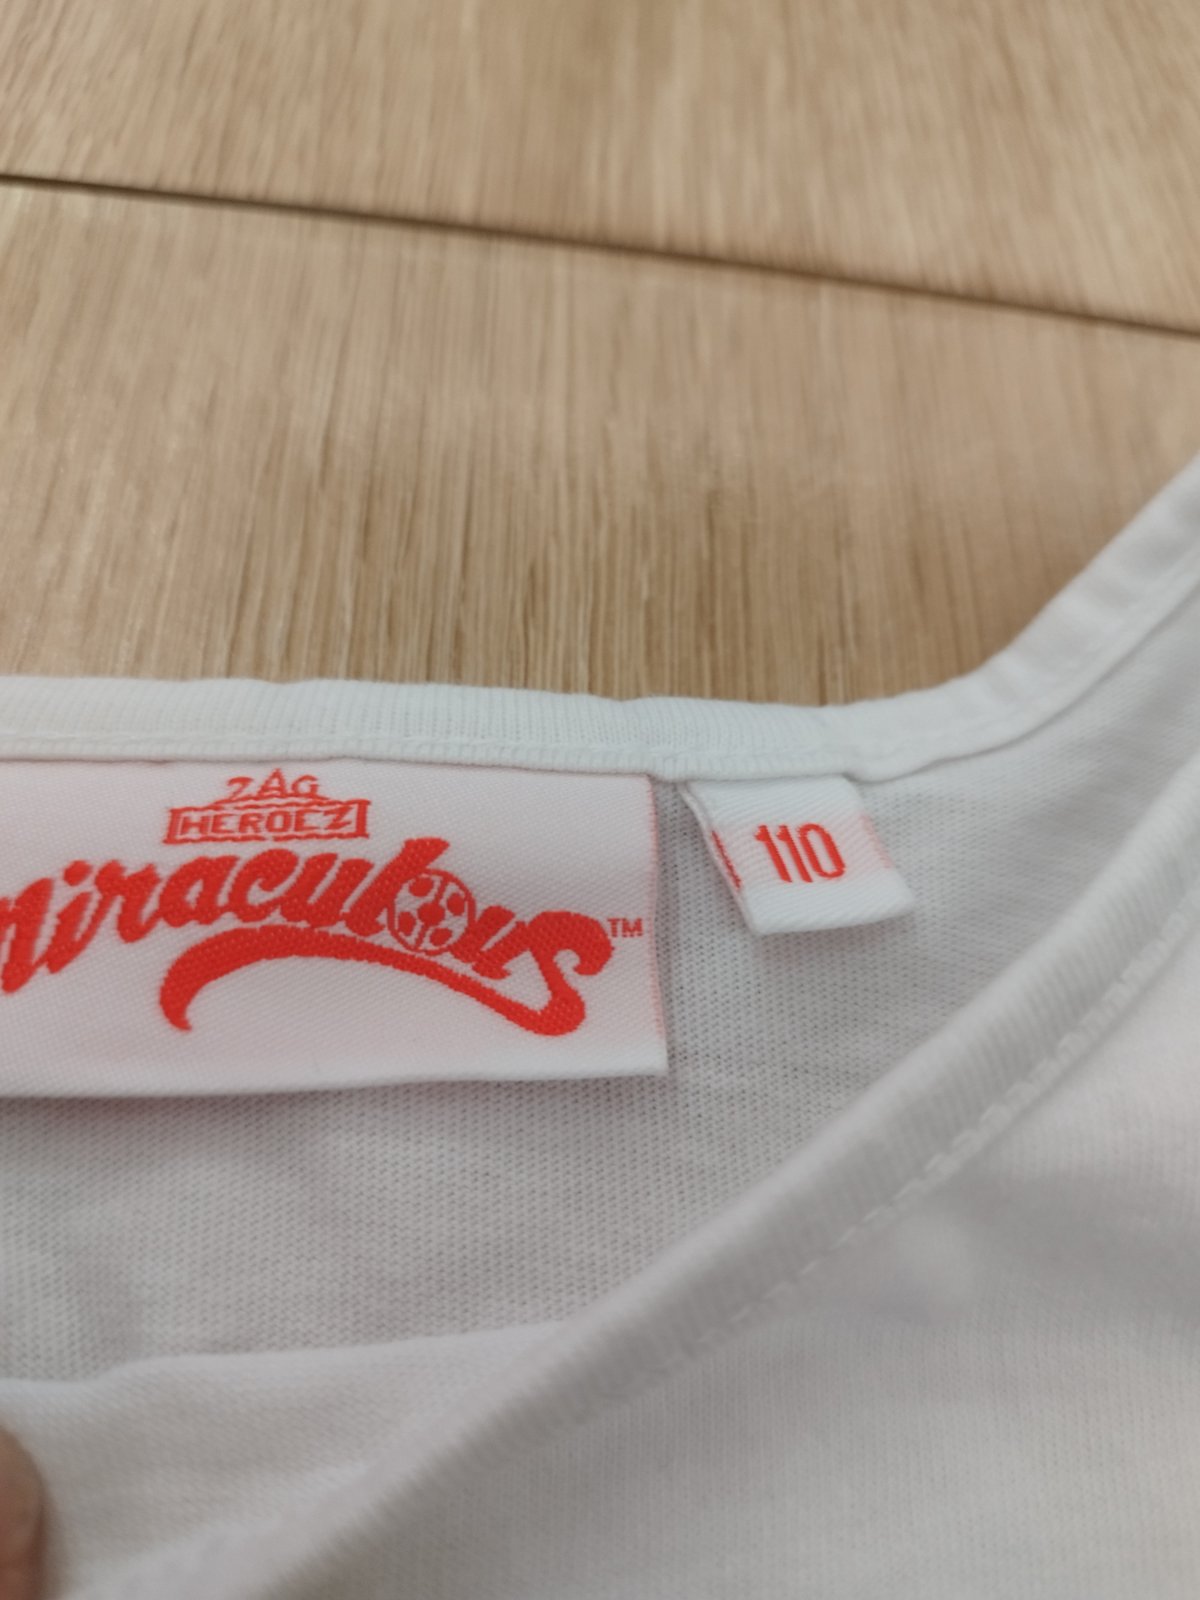 ZAG
HEROEZ
miraculous™
110